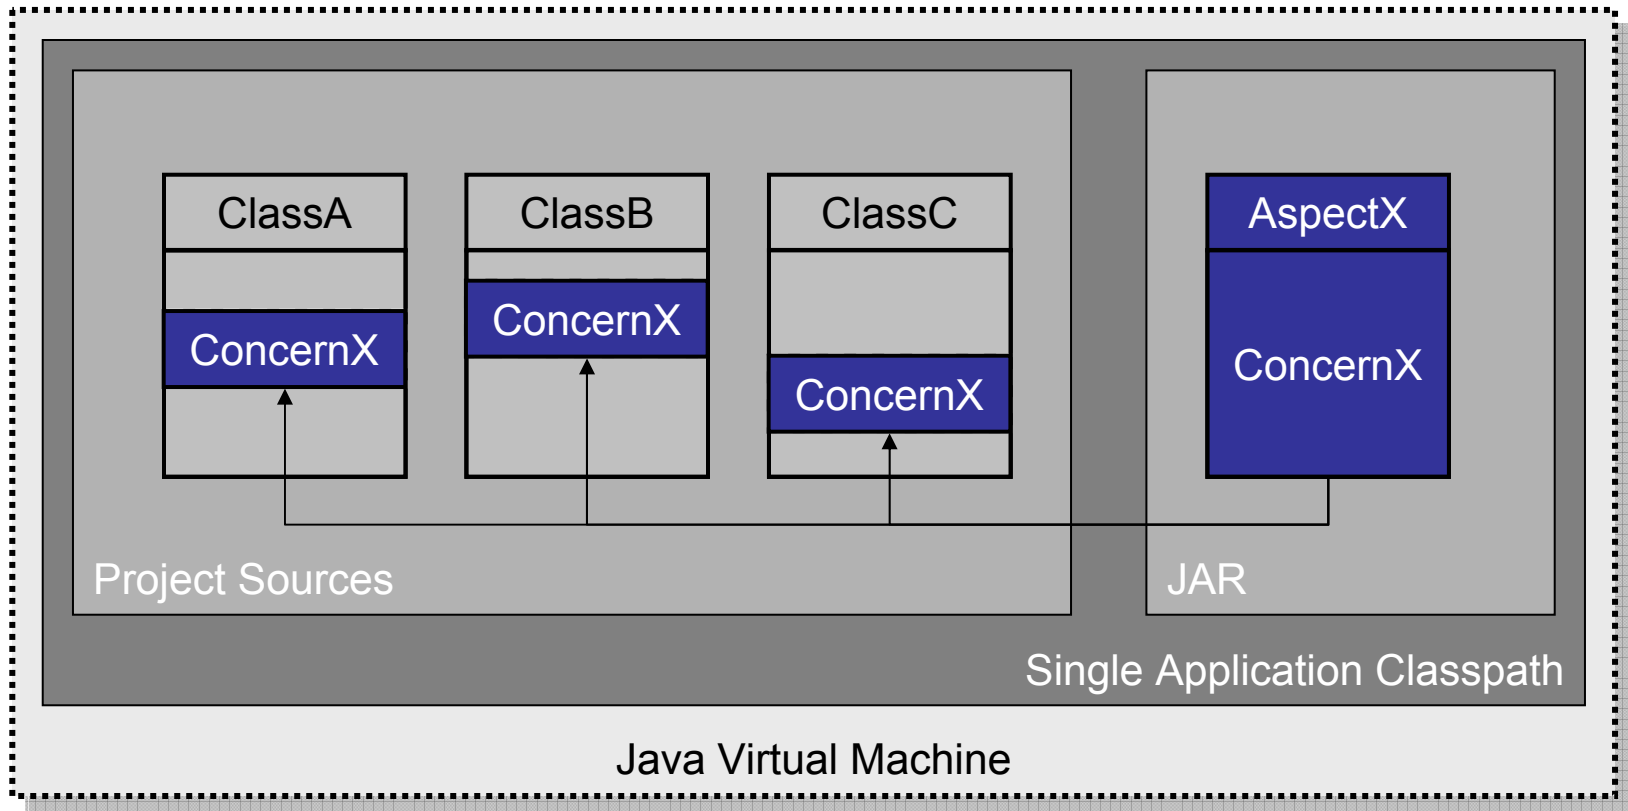 ClassA
ClassB
ClassC
AspectX
ConcernX
ConcernX
ConcernX
ConcernX
Project Sources
JAR
Single Application Classpath
Java Virtual Machine